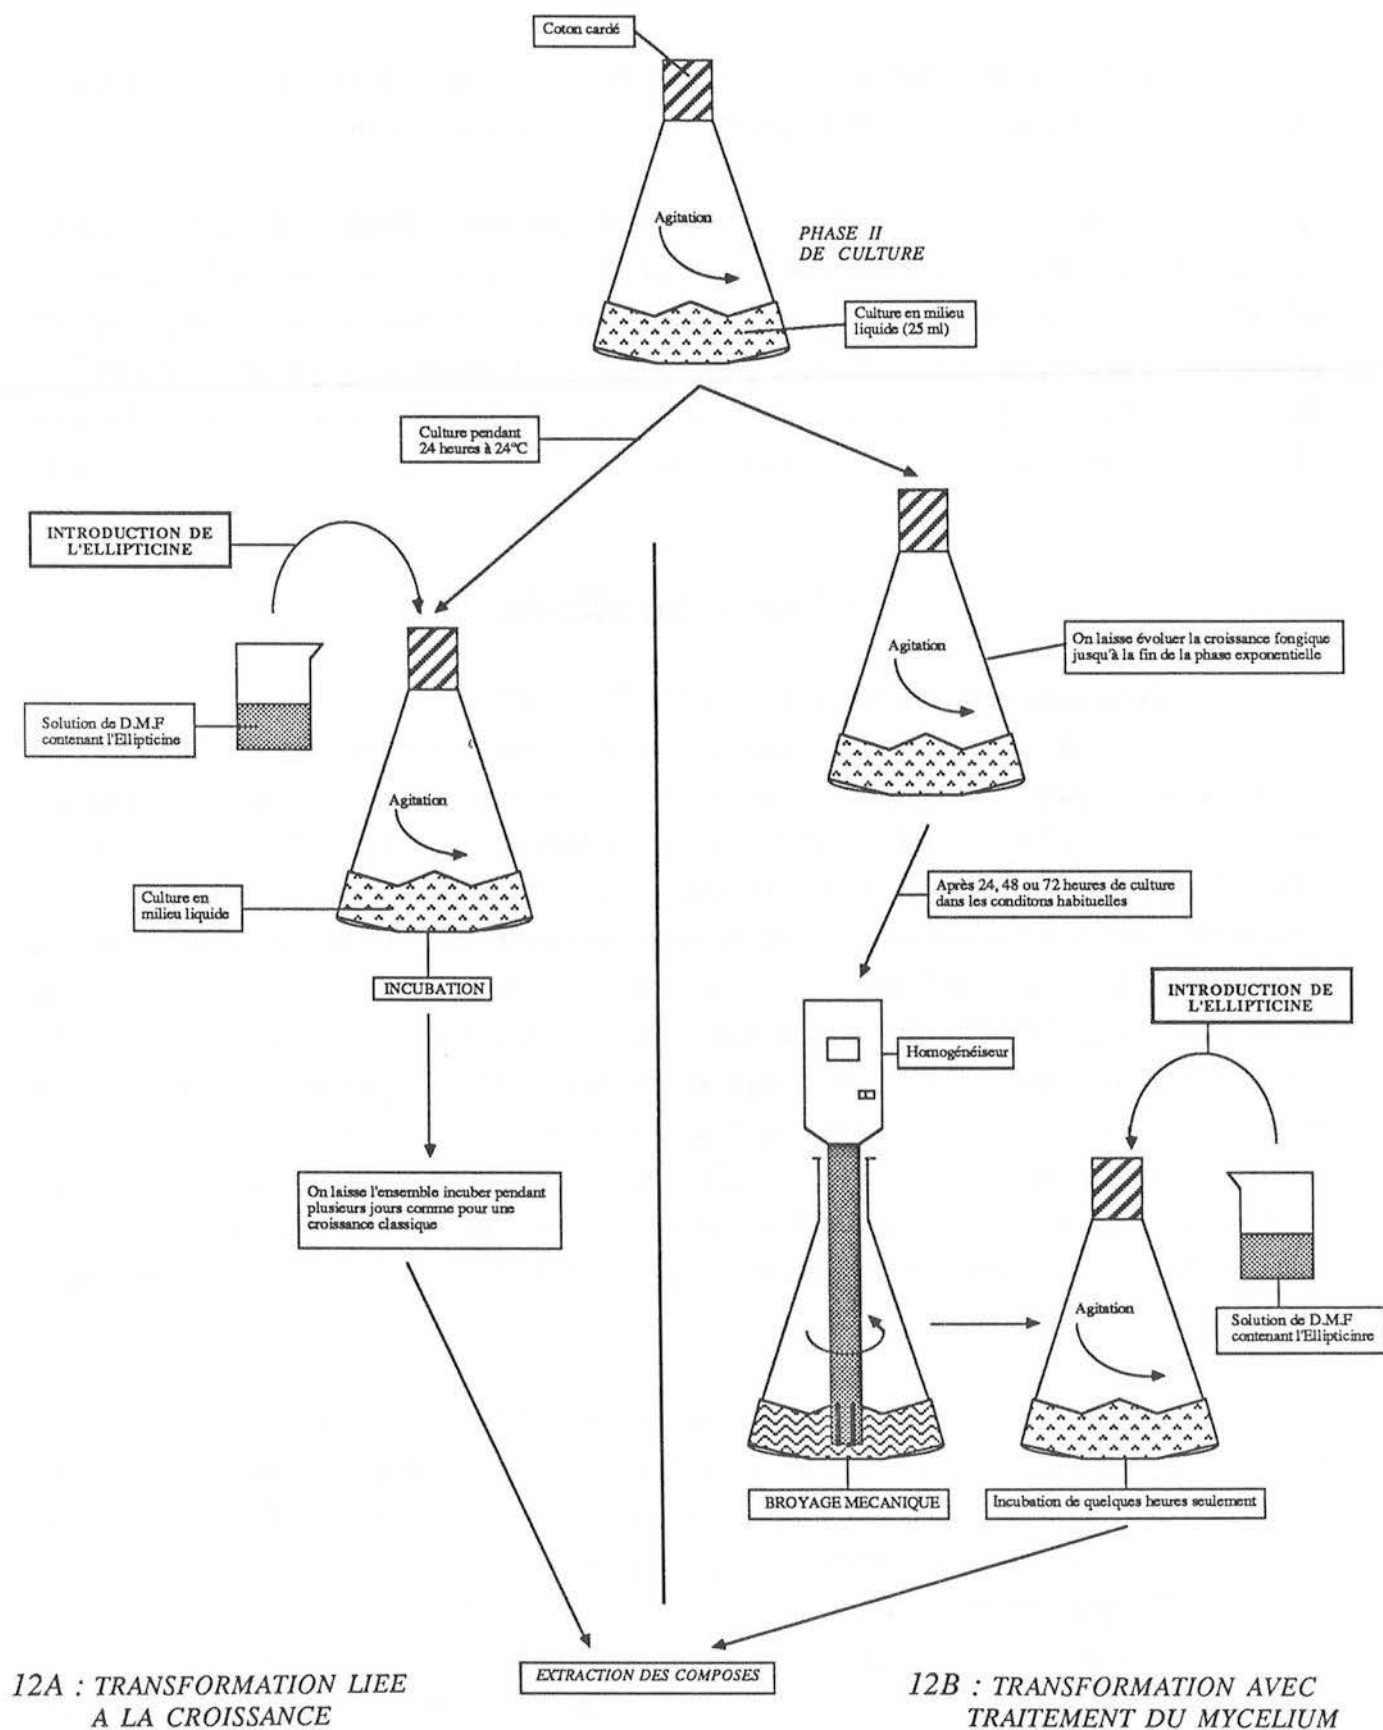 Coton cardé
Agitation
PHASE II
DE CULTURE
Culture en milieu
liquide (25 ml)
Culture pendant
24 heures à 24°C
INTRODUCTION DE
L'ELLIPTICINE
Solution de D.M.F
contenant l'Ellipticine
Agitation
Culture en
milieu liquide
INCUBATION
On laisse l'ensemble incuber pendant
plusieurs jours comme pour une
croissance classique
Agitation
On laisse évoluer la croissance fongique
jusqu'à la fin de la phase exponentielle
Après 24, 48 ou 72 heures de culture
dans les conditons habituelles
Homogénéiseur
INTRODUCTION DE
L'ELLIPTICINE
Agitation
Solution de D.M.F
contenant l'Ellipticinre
BROYAGE MECANIQUE
Incubation de quelques heures seulement
EXTRACTION DES COMPOSES
12A : TRANSFORMATION LIEE
A LA CROISSANCE
12B : TRANSFORMATION AVEC
TRAITEMENT DU MYCELIUM